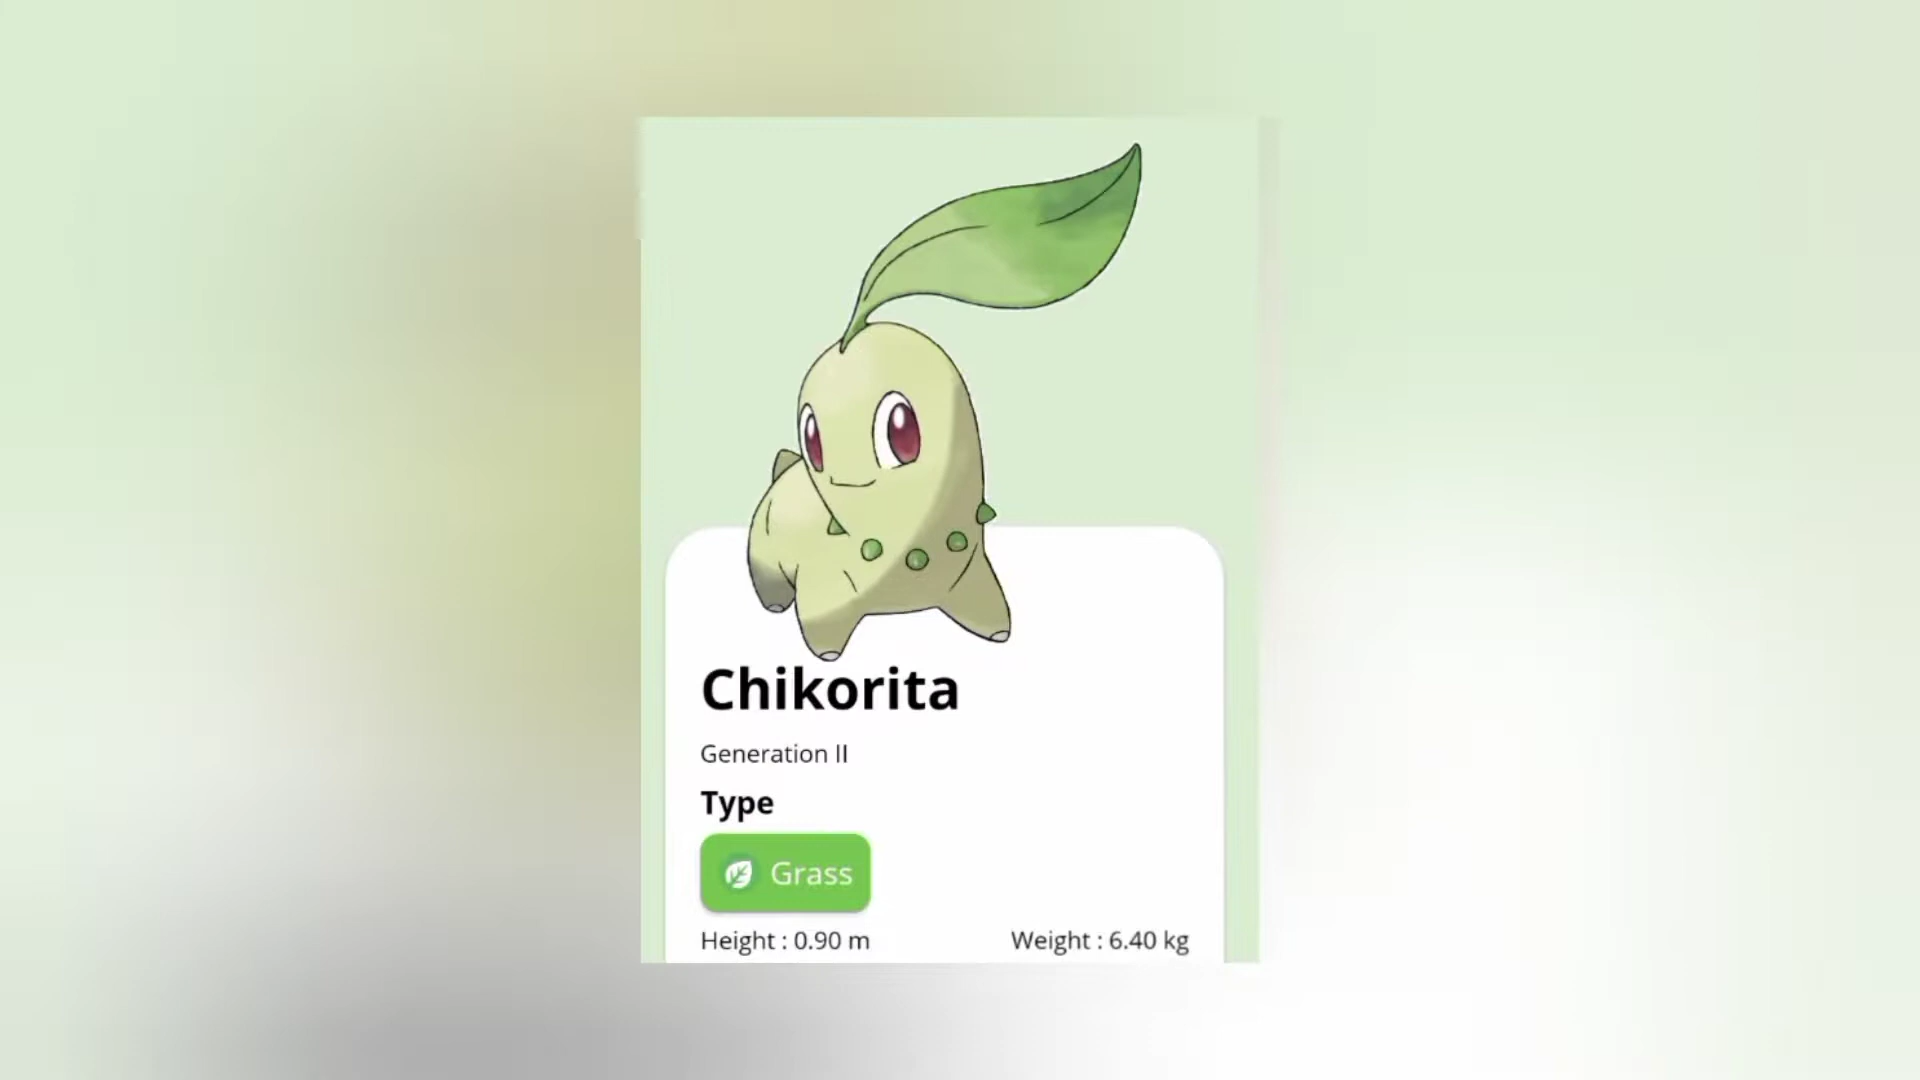 Chikorita
Generation II
Type
Grass
Height : 0.90 m Weight : 6.40 kg